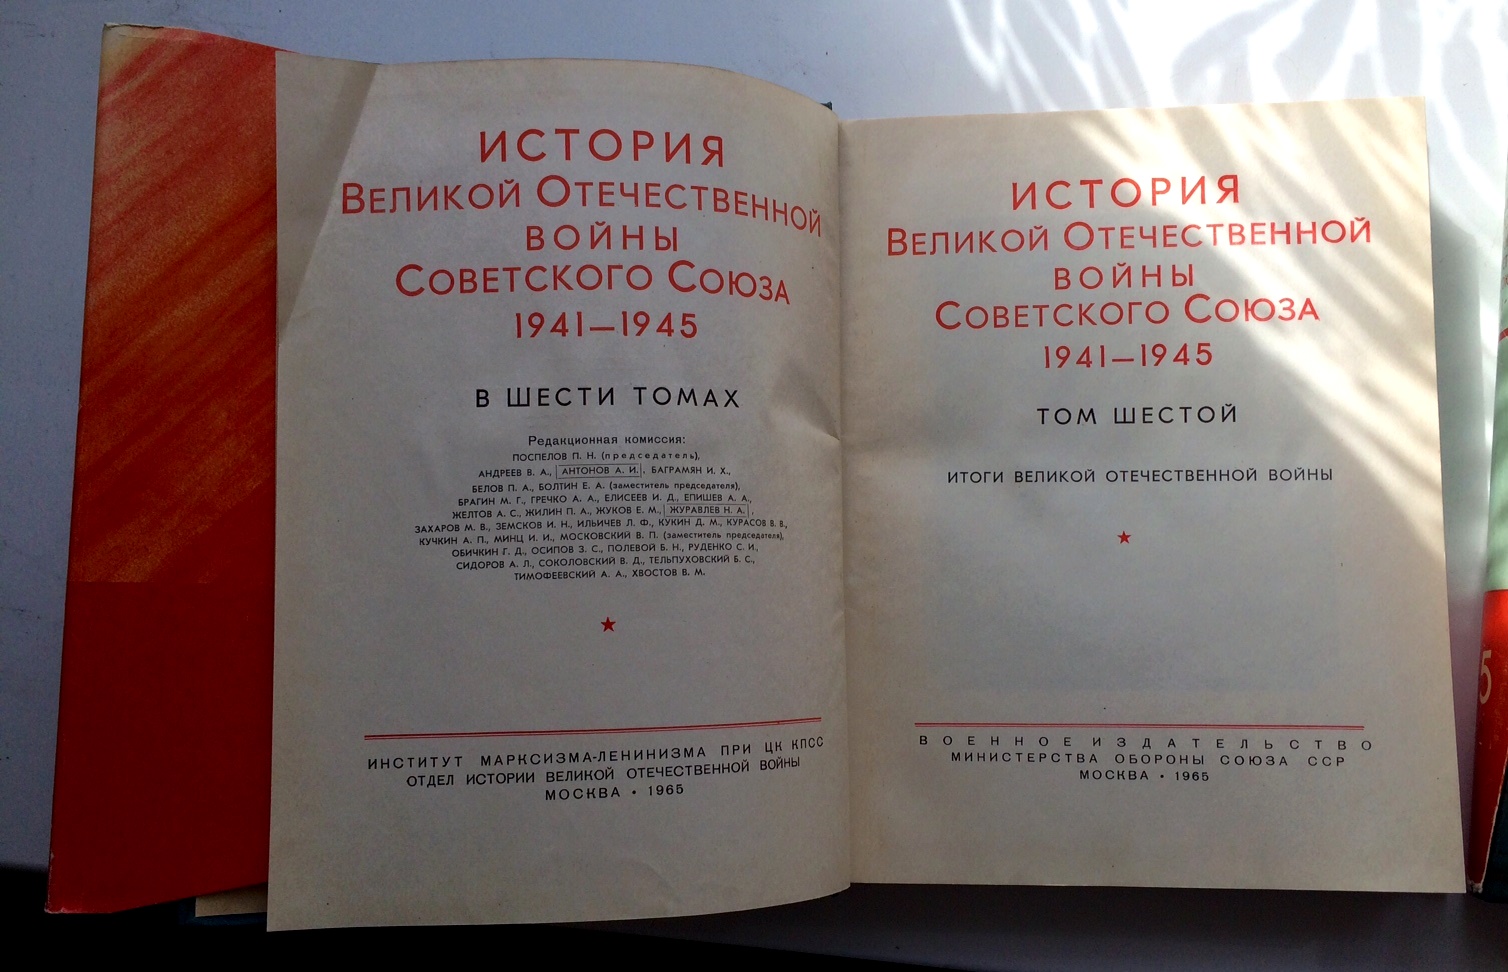 ИСТОРИЯ
ВЕЛИКОЙ ОТЕЧЕСТВЕННОЙ
ВОЙНЫ
СОВЕТСКОГО СОЮЗА
1941—1945
В ШЕСТИ ТОМАХ
Редакционная комиссия:
ПОСПЕЛОВ П. Н. (председатель),
АНДРЕЕВ В. А., АНТОНОВ А. И., БАГРАМЯН И. Х.,
БЕЛОВ П. А., БОЛТИН Е. А. (заместитель председателя),
БРАГИН М. Г., ГРЕЧКО А. А., ЕЛИСЕЕВ И. Д., ЕПИШЕВ А. А.,
ЖЕЛТОВ А. С., ЖИЛИН П. А., ЖУКОВ Е. М., ЖУРАВЛЕВ Н. А.,
ЗАХАРОВ М. В., ЗЕМСКОВ И. Н., ИЛЬИЧЕВ Л. Ф., КУКИН Д. М., КУРАСОВ В. В.,
КУЧКИН А. П., МИНЦ И. И., МОСКОВСКИЙ В. П. (заместитель председателя),
ОБИЧКИН Г. Д., ОСИПОВ З. С., ПОЛЕВОЙ Б. Н., РУДЕНКО С. И.,
СИДОРОВ А. Л., СОКОЛОВСКИЙ В. Д., ТЕЛЬПУХОВСКИЙ Б. С.,
ТИМОФЕЕВСКИЙ А. А., ХВОСТОВ В. М.
ИНСТИТУТ МАРКСИЗМА-ЛЕНИНИЗМА ПРИ ЦК КПСС
ОТДЕЛ ИСТОРИИ ВЕЛИКОЙ ОТЕЧЕСТВЕННОЙ ВОЙНЫ
МОСКВА • 1965
ИСТОРИЯ
ВЕЛИКОЙ ОТЕЧЕСТВЕННОЙ
ВОЙНЫ
СОВЕТСКОГО СОЮЗА
1941—1945
ТОМ ШЕСТОЙ
ИТОГИ ВЕЛИКОЙ ОТЕЧЕСТВЕННОЙ ВОЙНЫ
ВОЕННОЕ ИЗДАТЕЛЬСТВО
МИНИСТЕРСТВА ОБОРОНЫ СОЮЗА ССР
МОСКВА • 1965
5